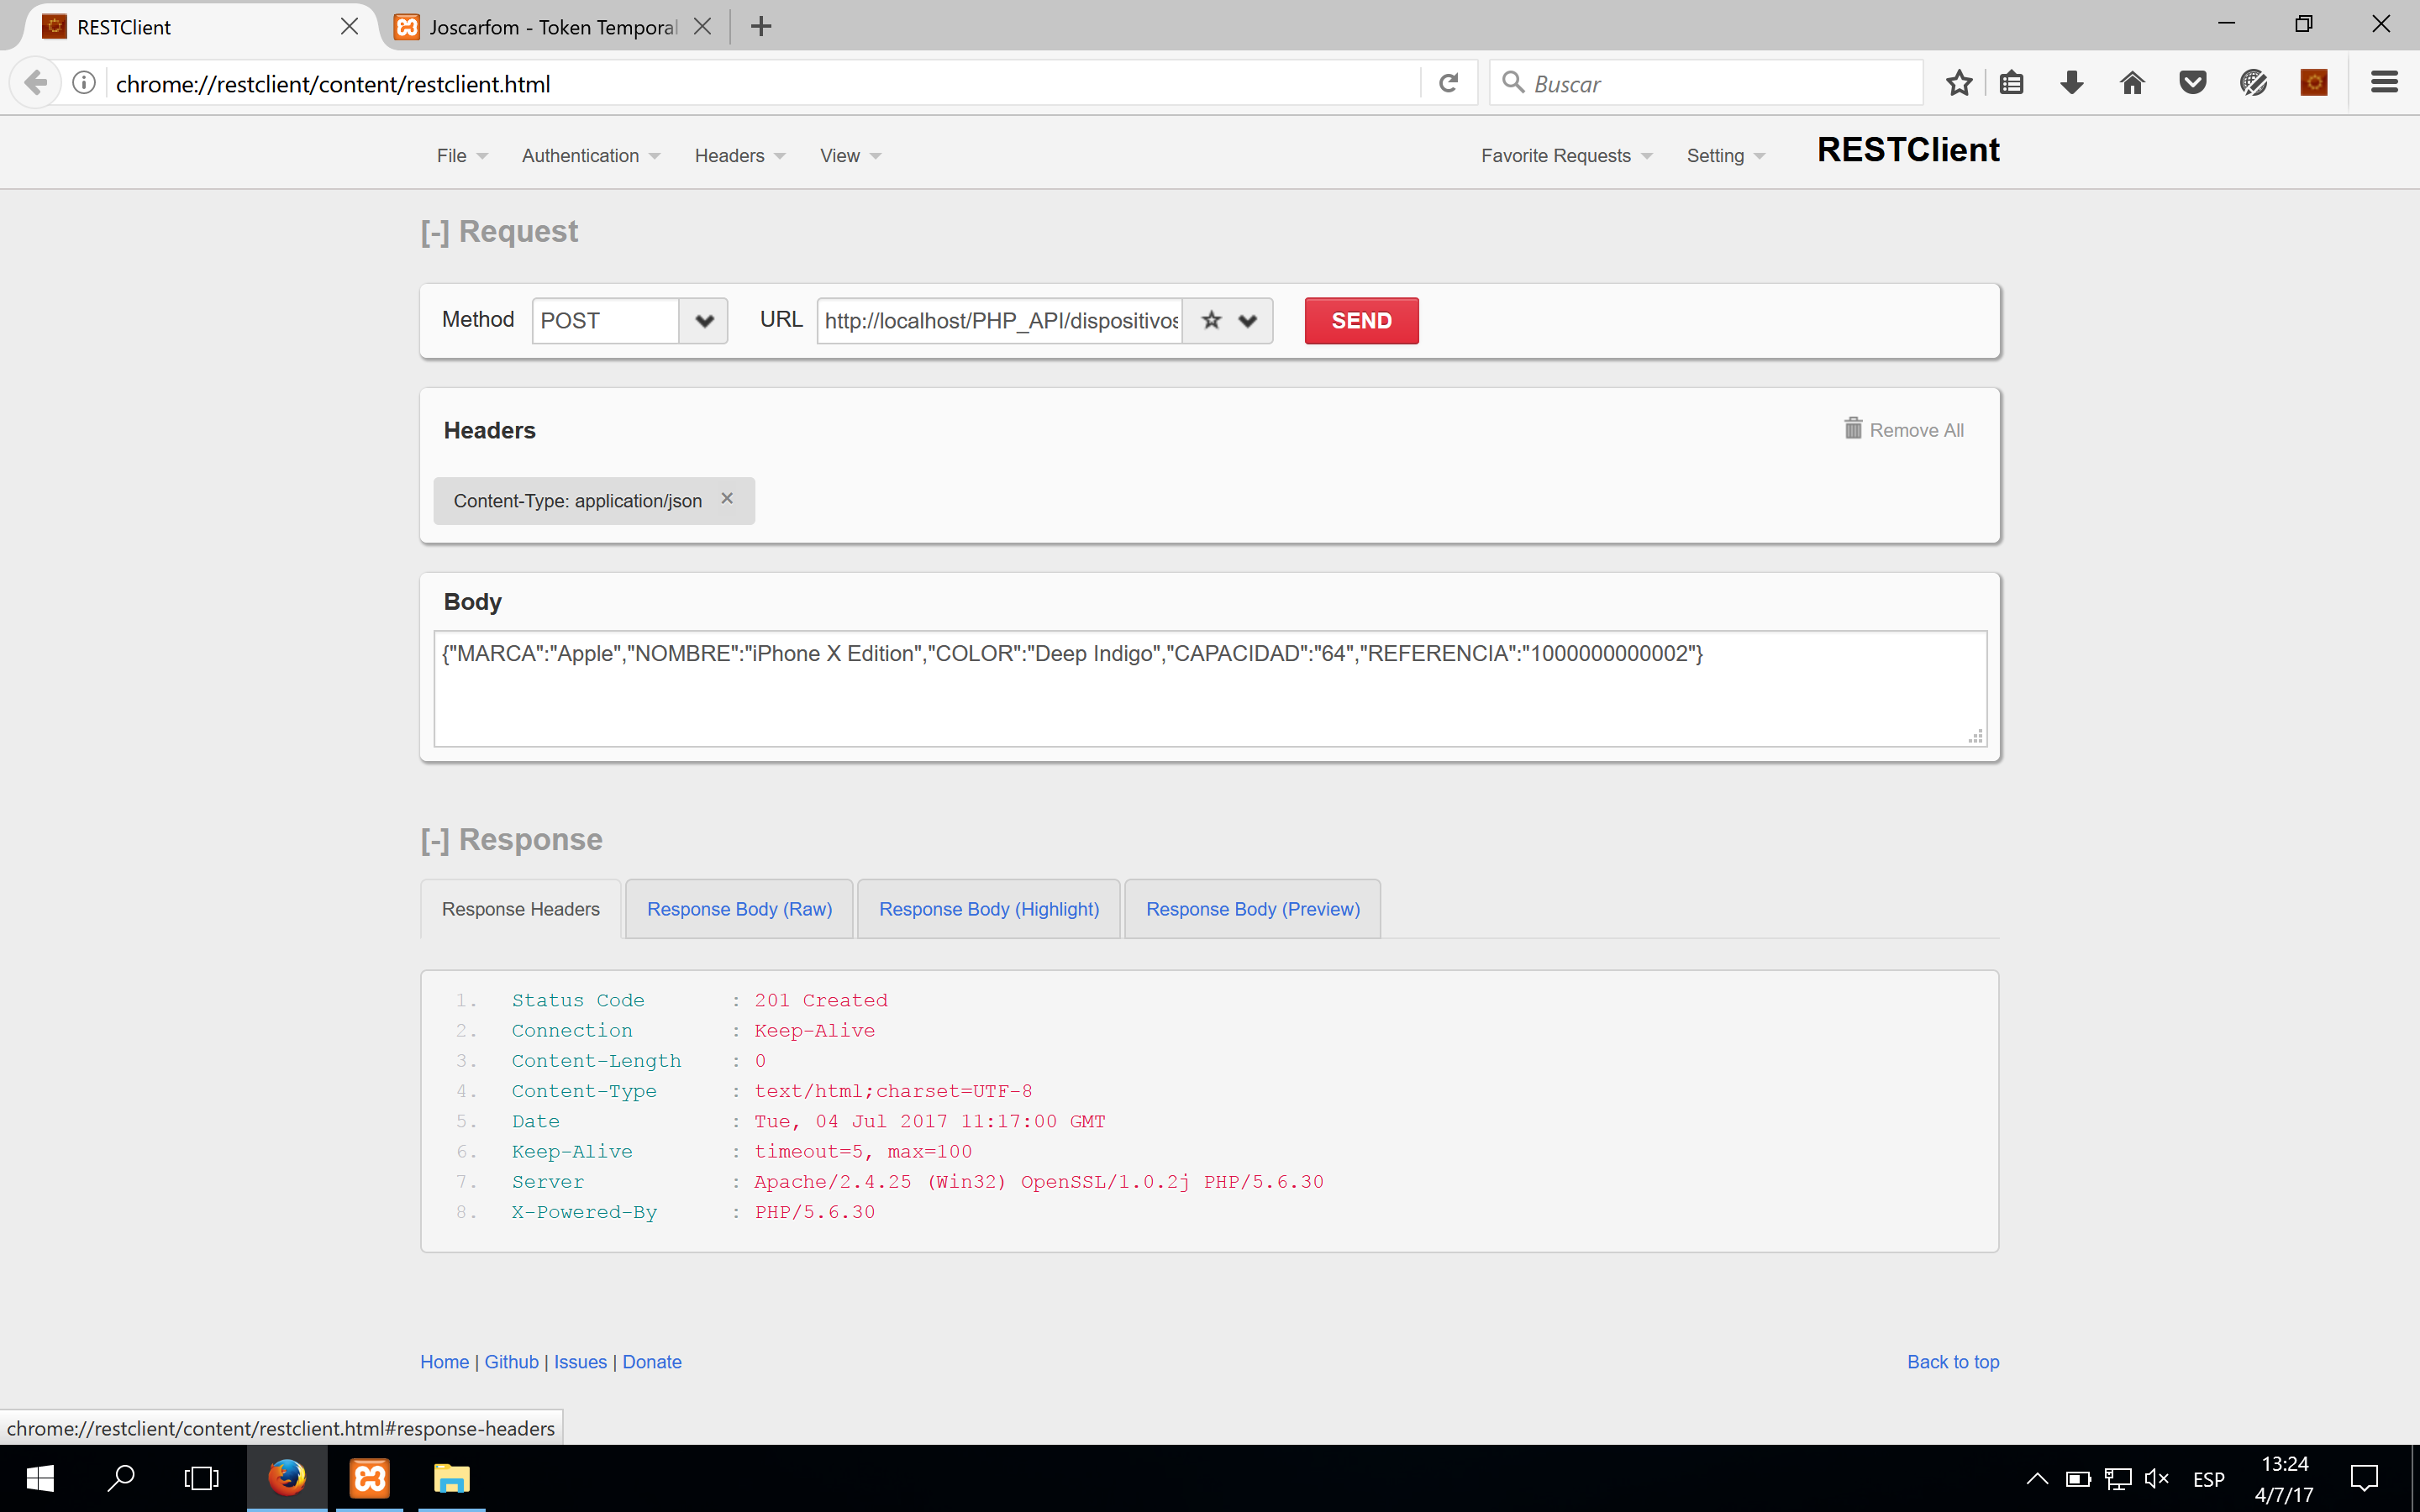 RESTClient
Joscarfom - Token Temporal
chrome://restclient/content/restclient.html
Buscar
File
Authentication
Headers
View
Favorite Requests
Setting
RESTClient
[-] Request
Method
POST
URL
http://localhost/PHP_API/dispositivos
SEND
Headers
Remove All
Content-Type: application/json
Body
{"MARCA":"Apple","NOMBRE":"iPhone X Edition","COLOR":"Deep Indigo","CAPACIDAD":"64","REFERENCIA":"1000000000002"}
[-] Response
Response Headers
Response Body (Raw)
Response Body (Highlight)
Response Body (Preview)
1. Status Code : 201 Created
2. Connection : Keep-Alive
3. Content-Length : 0
4. Content-Type : text/html;charset=UTF-8
5. Date : Tue, 04 Jul 2017 11:17:00 GMT
6. Keep-Alive : timeout=5, max=100
7. Server : Apache/2.4.25 (Win32) OpenSSL/1.0.2j PHP/5.6.30
8. X-Powered-By : PHP/5.6.30
Home | Github | Issues | Donate
Back to top
chrome://restclient/content/restclient.html#response-headers
ESP
13:24
4/7/17